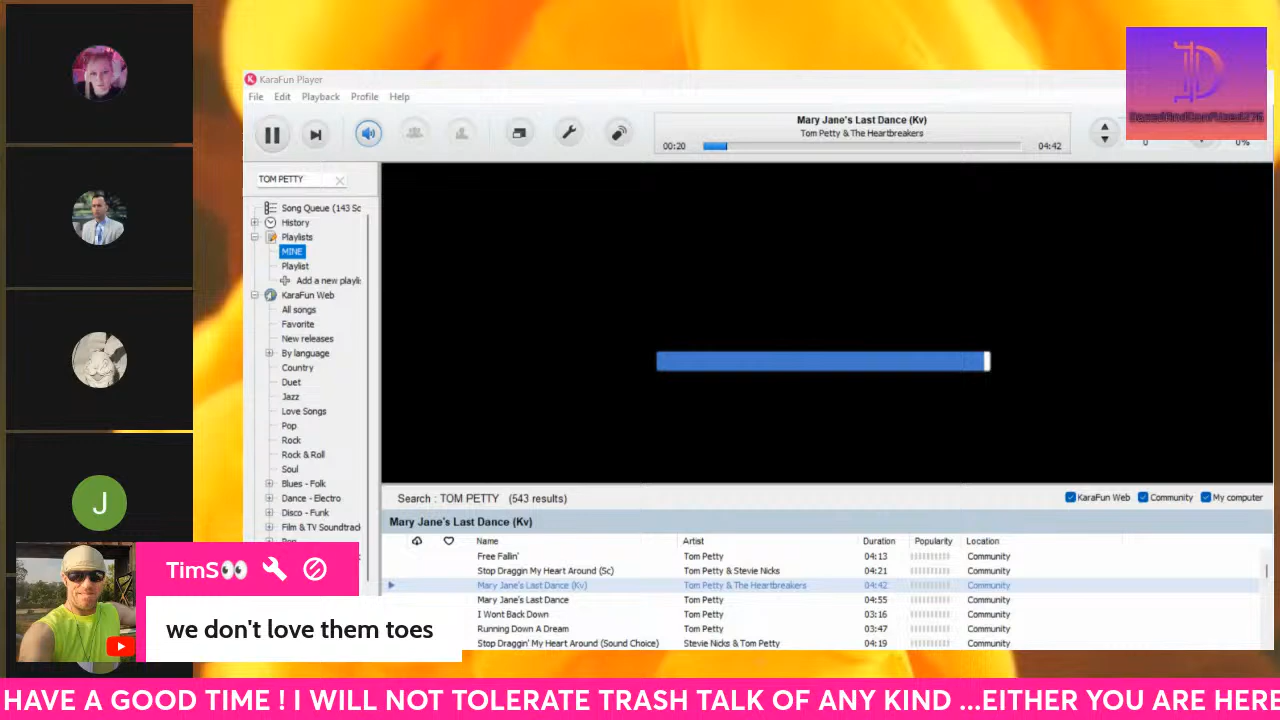 KaraFun Player
File Edit Playback Profile Help
Mary Jane's Last Dance (Kv)
Tom Petty & The Heartbreakers
00:20 04:42
0 0%
TOM PETTY
Song Queue (143 Sc
History
Playlists
MINE
Playlist
Add a new playli
KaraFun Web
All songs
Favorite
New releases
By language
Country
Duet
Jazz
Love Songs
Pop
Rock
Rock & Roll
Soul
Blues - Folk
Dance - Electro
Disco - Funk
Film & TV Soundtrac
Search : TOM PETTY (543 results) KaraFun Web Community My computer
Mary Jane's Last Dance (Kv)
Name Artist Duration Popularity Location
Free Fallin' Tom Petty 04:13 Community
Stop Draggin My Heart Around (Sc) Tom Petty & Stevie Nicks 04:21 Community
Mary Jane's Last Dance (Kv) Tom Petty & The Heartbreakers 04:42 Community
Mary Jane's Last Dance Tom Petty 04:55 Community
I Wont Back Down Tom Petty 03:16 Community
Running Down A Dream Tom Petty 03:47 Community
Stop Draggin' My Heart Around (Sound Choice) Stevie Nicks & Tom Petty 04:19 Community
J
TimS👀
we don't love them toes
HAVE A GOOD TIME ! I WILL NOT TOLERATE TRASH TALK OF ANY KIND ...EITHER YOU ARE HERE